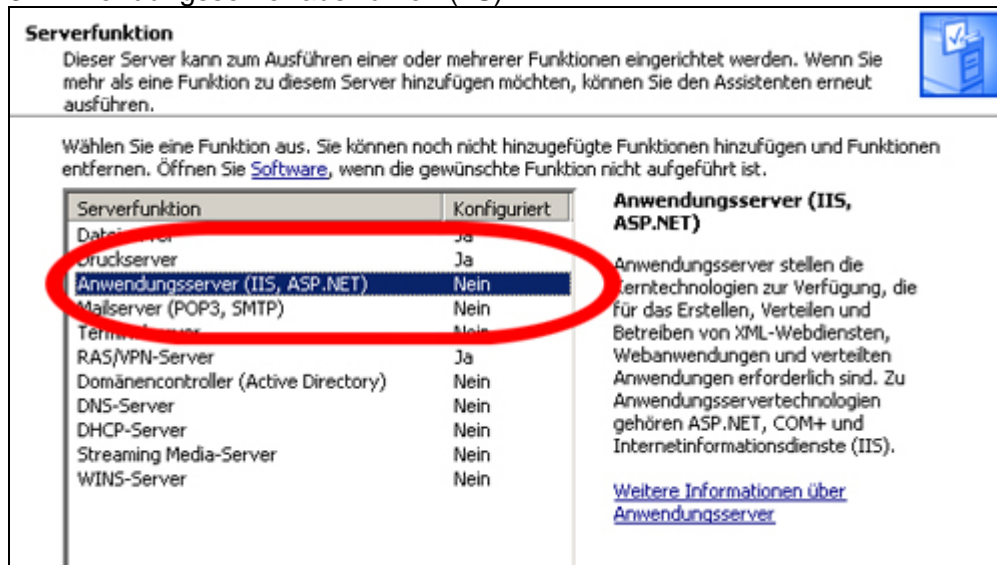 Serverfunktion
Dieser Server kann zum Ausführen einer oder mehrerer Funktionen eingerichtet werden. Wenn Sie
mehr als eine Funktion zu diesem Server hinzufügen möchten, können Sie den Assistenten erneut
ausführen.
Wählen Sie eine Funktion aus. Sie können noch nicht hinzugefügte Funktionen hinzufügen und Funktionen
entfernen. Öffnen Sie Software, wenn die gewünschte Funktion nicht aufgeführt ist.
Serverfunktion Konfiguriert
Ja
Druckserver Ja
Anwendungsserver (IIS, ASP.NET) Nein
Mailserver (POP3, SMTP) Nein
Nein
RAS/VPN-Server Ja
Domänencontroller (Active Directory) Nein
DNS-Server Nein
DHCP-Server Nein
Streaming Media-Server Nein
WINS-Server Nein
Anwendungsserver (IIS,
ASP.NET)
Anwendungsserver stellen die
Kerntechnologien zur Verfügung, die
für das Erstellen, Verteilen und
Betreiben von XML-Webdiensten,
Webanwendungen und verteilten
Anwendungen erforderlich sind. Zu
Anwendungsservertechnologien
gehören ASP.NET, COM+ und
Internetinformationsdienste (IIS).
Weitere Informationen über
Anwendungsserver